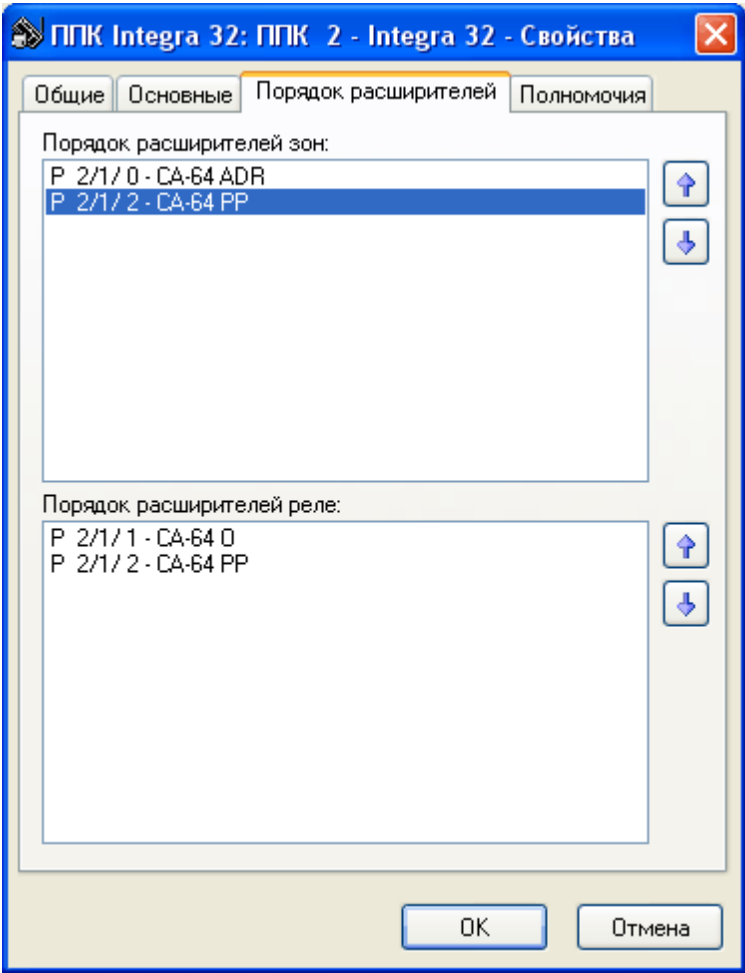 ППК Integra 32: ППК 2 - Integra 32 - Свойства
Общие Основные Порядок расширителей Полномочия
Порядок расширителей зон:
P 2/1/ 0 - CA-64 ADR
P 2/1/ 2 - CA-64 PP
Порядок расширителей реле:
P 2/1/ 1 - CA-64 O
P 2/1/ 2 - CA-64 PP
OK Отмена